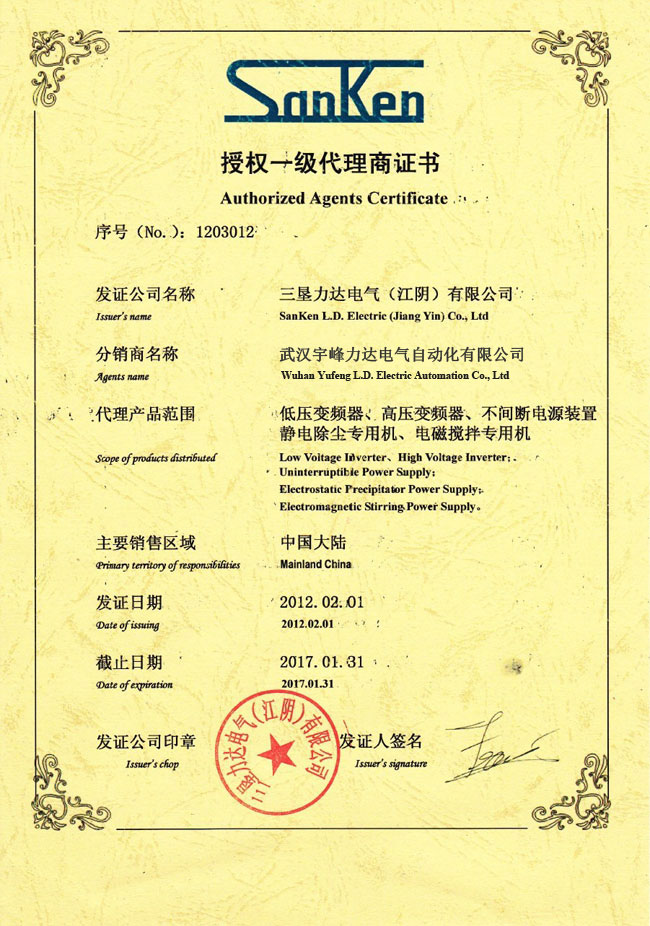 SanKen
授权一级代理商证书
Authorized Agents Certificate
序号（No.）：1203012
发证公司名称 三垦力达电气（江阴）有限公司
Issuer's name SanKen L.D. Electric (Jiang Yin) Co., Ltd
分销商名称 武汉宇峰力达电气自动化有限公司
Agents name Wuhan Yufeng L.D. Electric Automation Co., Ltd
代理产品范围 低压变频器、高压变频器、不间断电源装置
静电除尘专用机、电磁搅拌专用机
Scope of products distributed Low Voltage Inverter、High Voltage Inverter；
Uninterruptible Power Supply；
Electrostatic Precipitator Power Supply；
Electromagnetic Stirring Power Supply。
主要销售区域 中国大陆
Primary territory of responsibilities Mainland China
发证日期 2012.02.01
Date of issuing 2012.02.01
截止日期 2017.01.31
Date of expiration 2017.01.31
三垦力达电气（江阴）有限公司
发证公司印章 发证人签名
Issuer's chop Issuer's signature